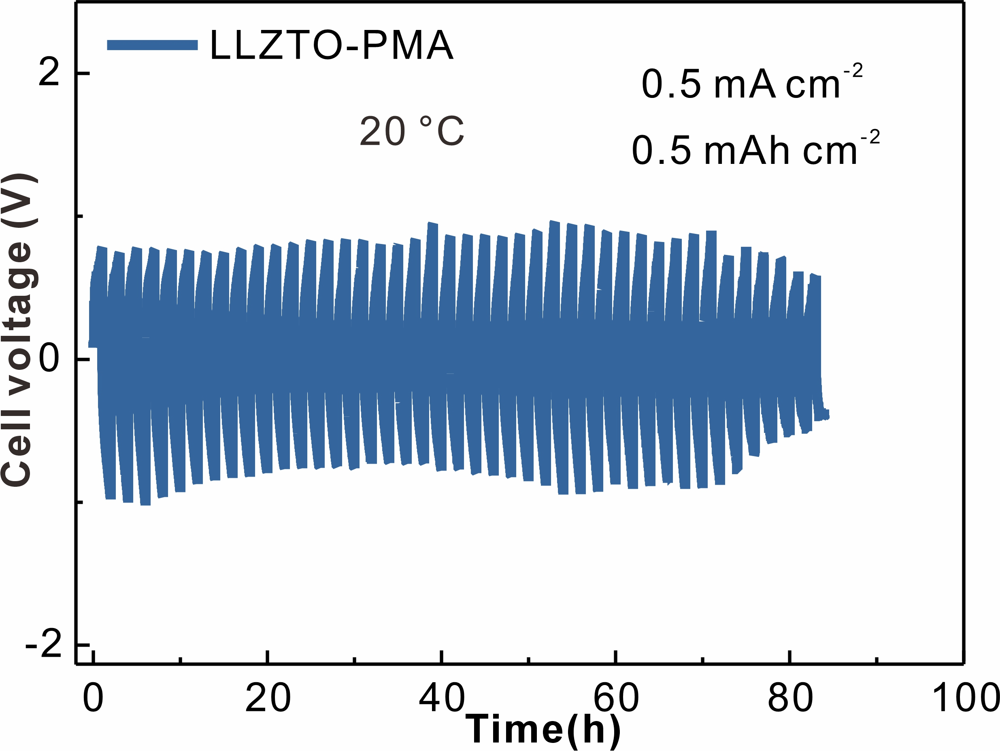 LLZTO-PMA
0.5 mA cm-2
20 °C
0.5 mAh cm-2
Cell voltage (V)
2
0
-2
0 20 40 60 80 100
Time(h)